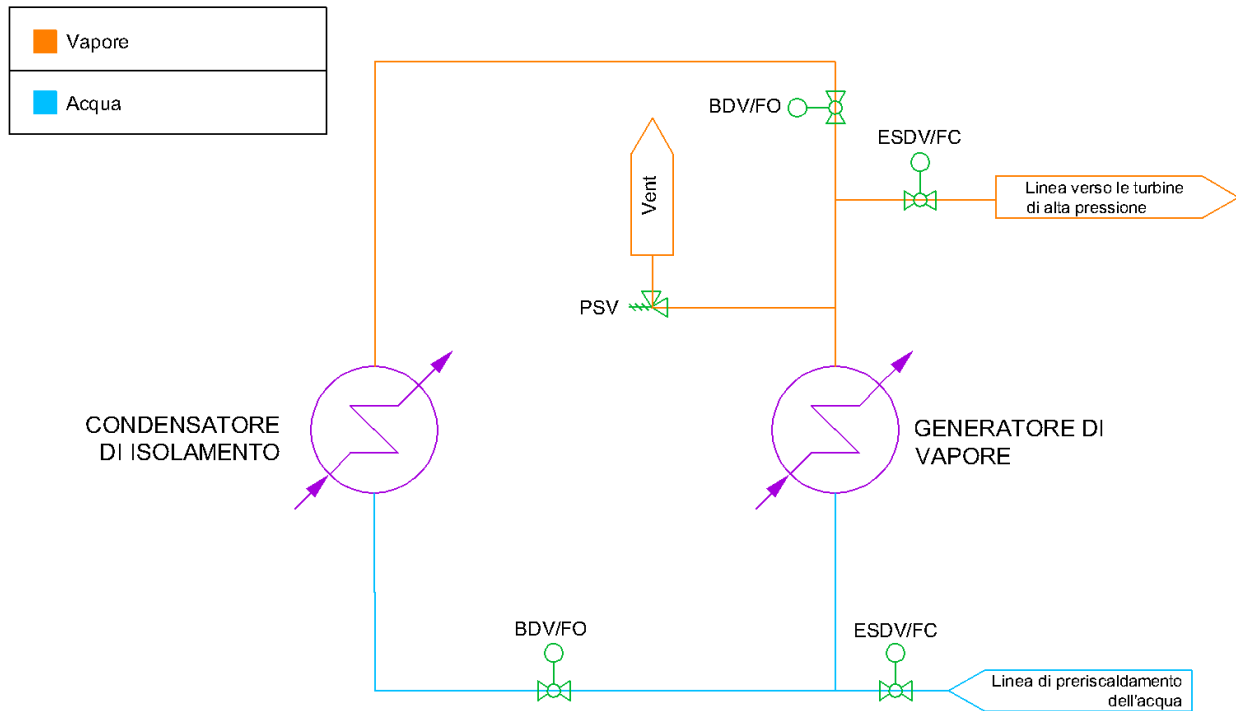 Vapore
Acqua
BDV/FO
ESDV/FC
Vent
Linea verso le turbine
di alta pressione
PSV
CONDENSATORE
DI ISOLAMENTO
GENERATORE DI
VAPORE
BDV/FO
ESDV/FC
Linea di preriscaldamento
dell'acqua